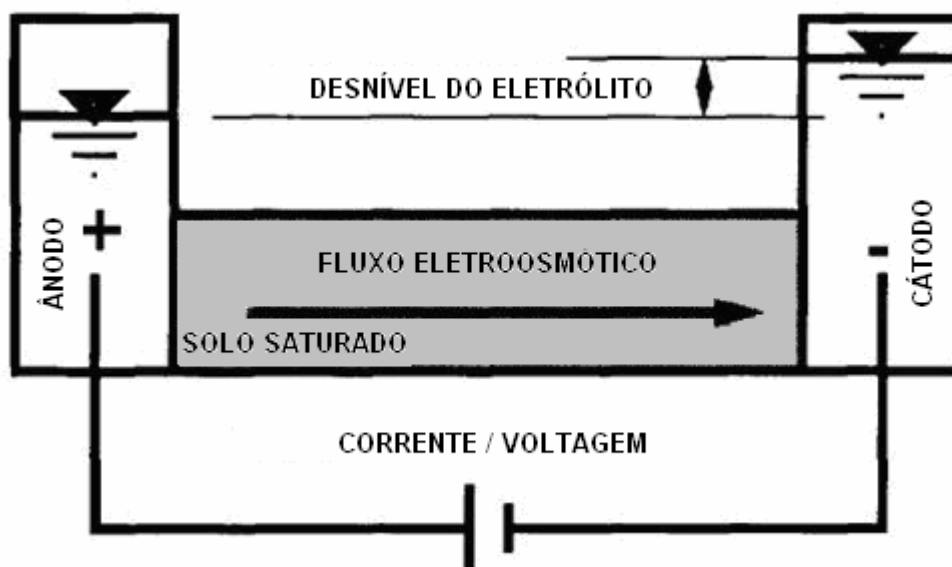 DESNÍVEL DO ELETRÓLITO
ÂNODO
+
FLUXO ELETROOSMÓTICO
-
CÁTODO
SOLO SATURADO
CORRENTE / VOLTAGEM